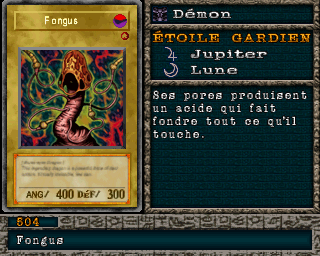 Fongus
ANG/ 400 DÉF/ 300
Démon
ÉTOILE GARDIEN
Jupiter
Lune
Ses pores produisent
un acide qui fait
fondre tout ce qu'il
touche.
504
Fongus